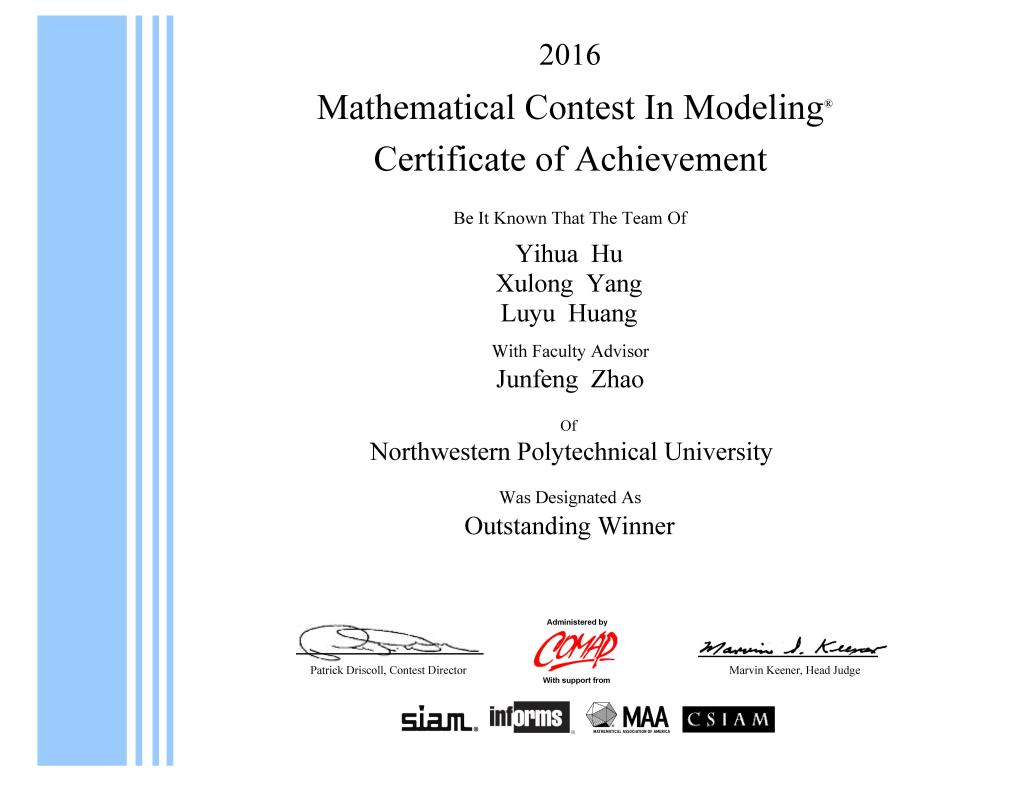 2016
Mathematical Contest In Modeling®
Certificate of Achievement
Be It Known That The Team Of
Yihua Hu
Xulong Yang
Luyu Huang
With Faculty Advisor
Junfeng Zhao
Of
Northwestern Polytechnical University
Was Designated As
Outstanding Winner
Administered by
COMAP
Marvin S. Keener
Patrick Driscoll, Contest Director
With support from
Marvin Keener, Head Judge
siam®
informs®
MAA
MATHEMATICAL ASSOCIATION OF AMERICA
CSIAM